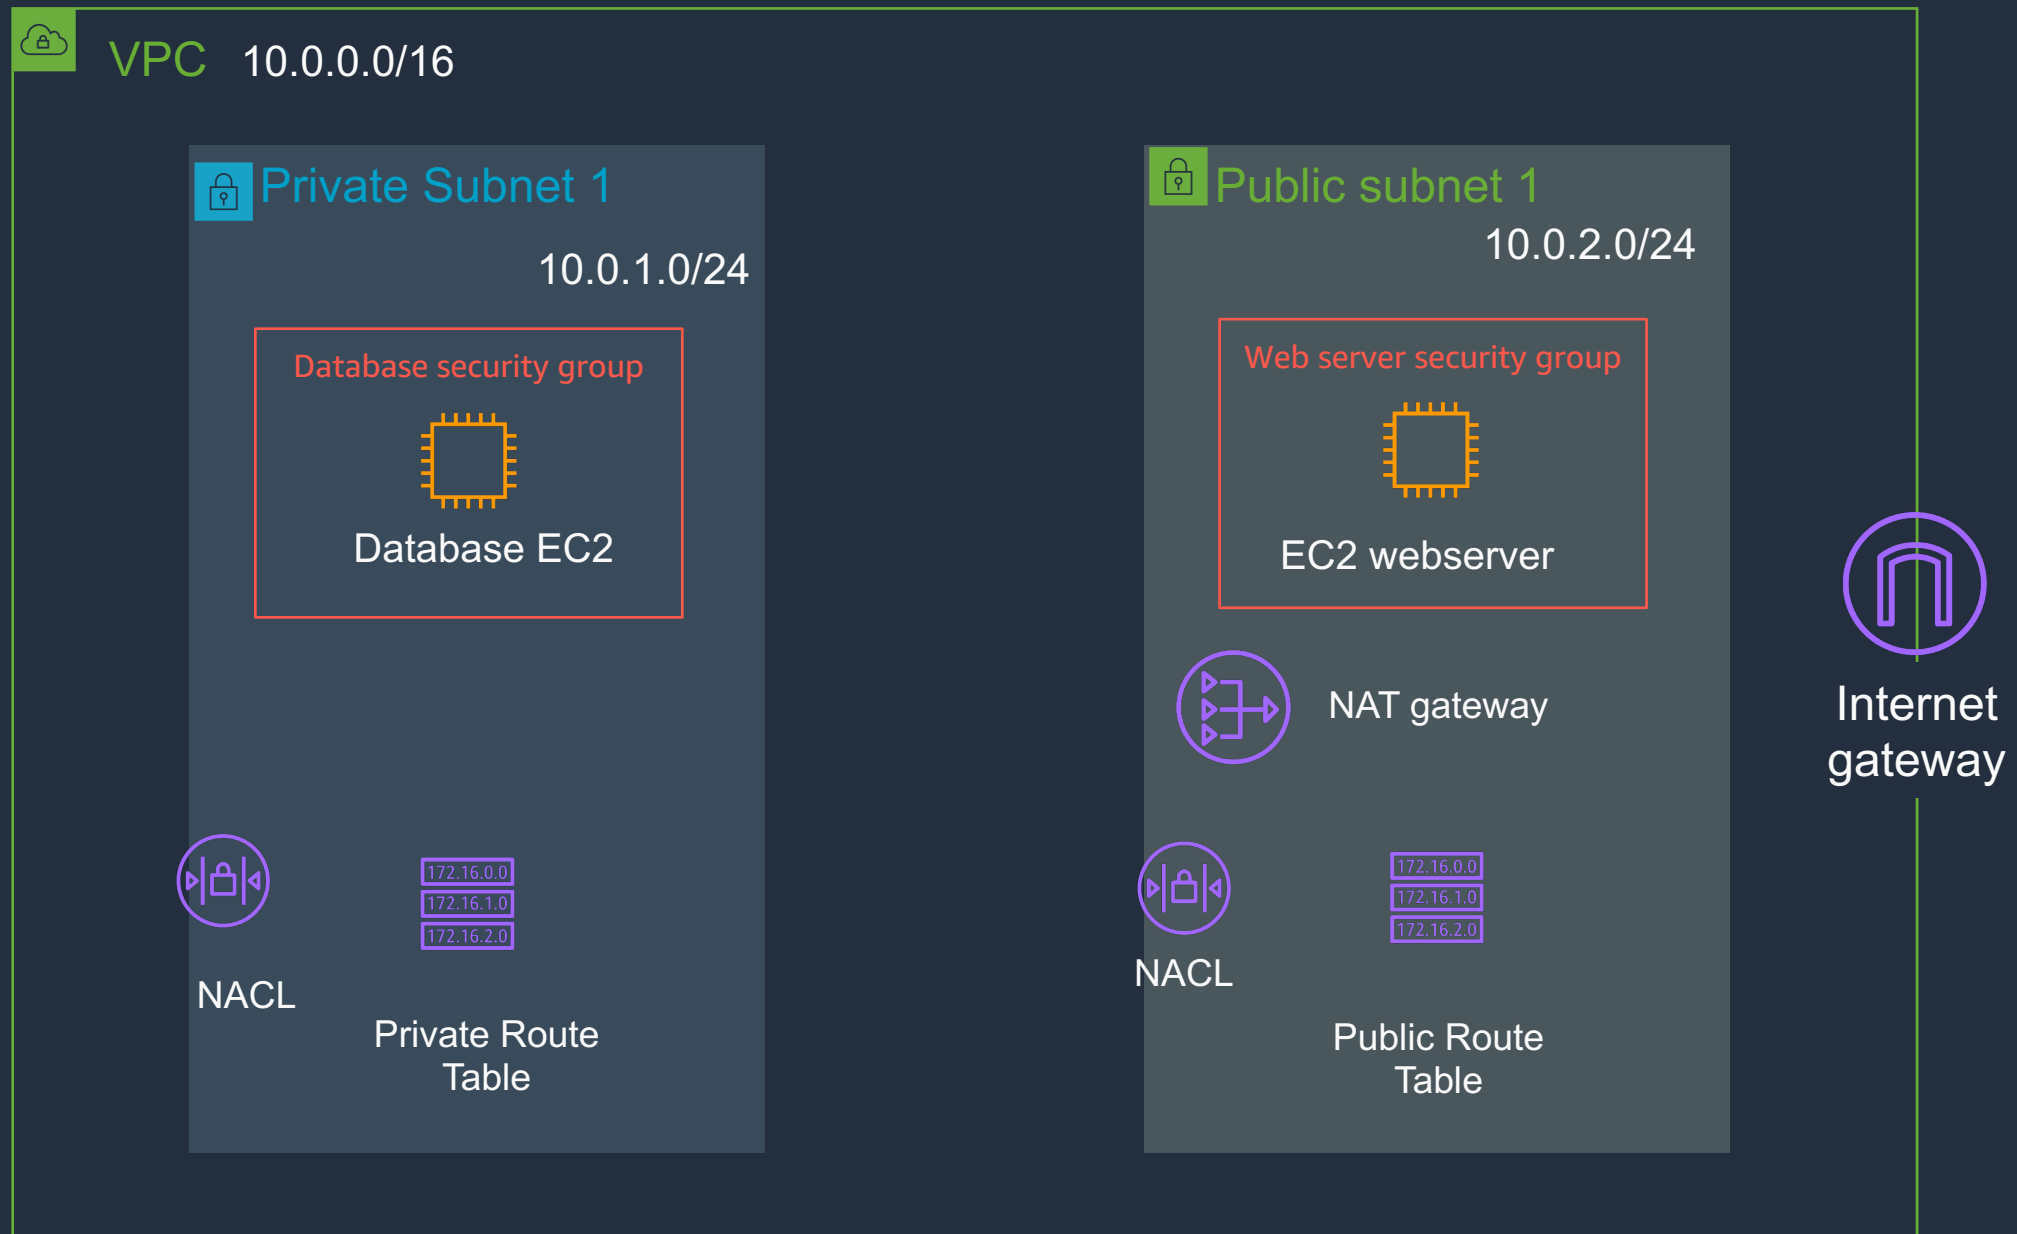 VPC 10.0.0.0/16
Private Subnet 1
10.0.1.0/24
Database security group
Database EC2
172.16.0.0
172.16.1.0
172.16.2.0
NACL
Private Route
Table
Public subnet 1
10.0.2.0/24
Web server security group
EC2 webserver
NAT gateway
172.16.0.0
172.16.1.0
172.16.2.0
NACL
Public Route
Table
Internet
gateway